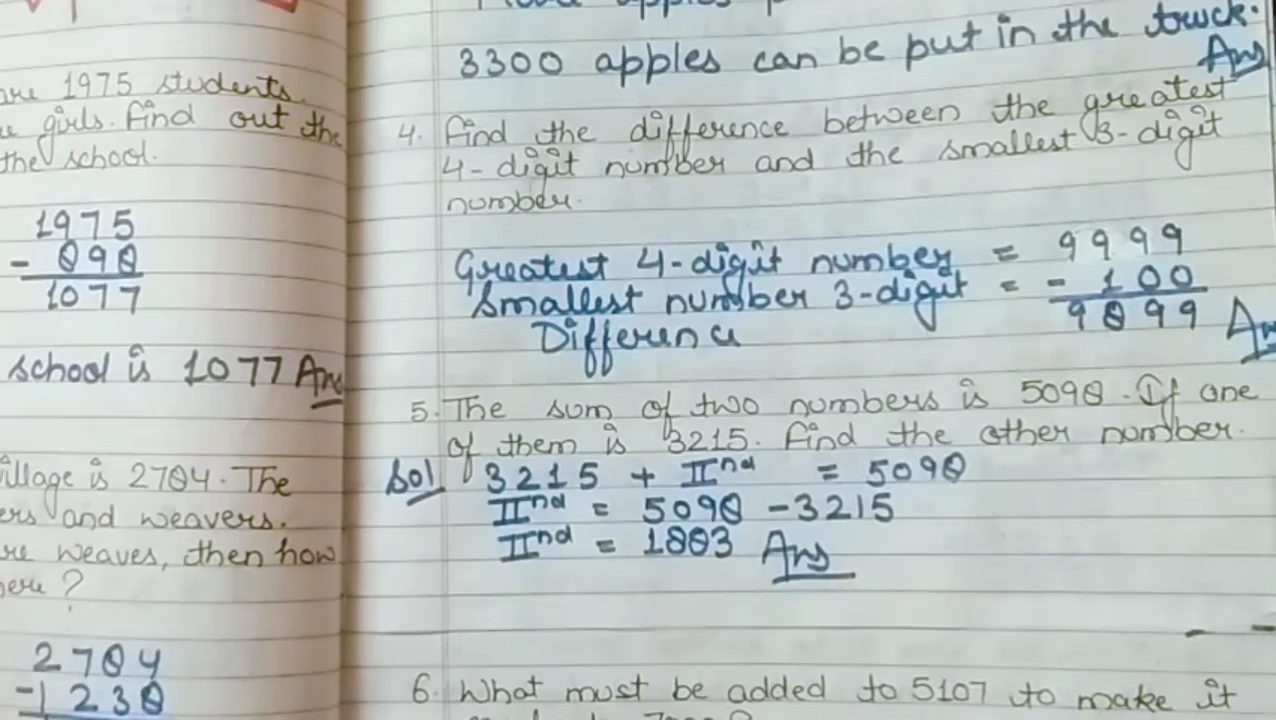 are 1975 students.
girls. Find out the
the school.
1975
- 898
1077
school is 1077 Ans
is 2784. The
and weavers.
weaves, then how
?
2784
-1238
3300 apples can be put in the truck.
Ans
4. Find the difference between the greatest
4-digit number and the smallest 3-digit
number.
Greatest 4-digit number = 9999
Smallest number 3-digit = - 100
Difference 9899
5. The sum of two numbers is 5098. If one
of them is 3215. Find the other number.
Sol 3215 + IInd = 5098
IInd = 5098 - 3215
IInd = 1883 Ans
6. What must be added to 5107 to make it